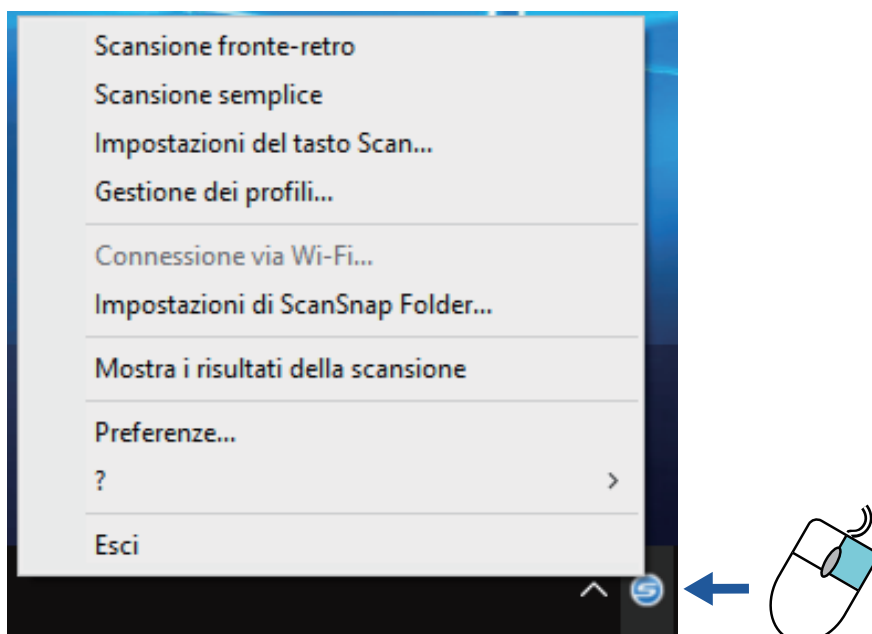 Scansione fronte-retro
Scansione semplice
Impostazioni del tasto Scan...
Gestione dei profili...
Connessione via Wi-Fi...
Impostazioni di ScanSnap Folder...
Mostra i risultati della scansione
Preferenze...
?
Esci